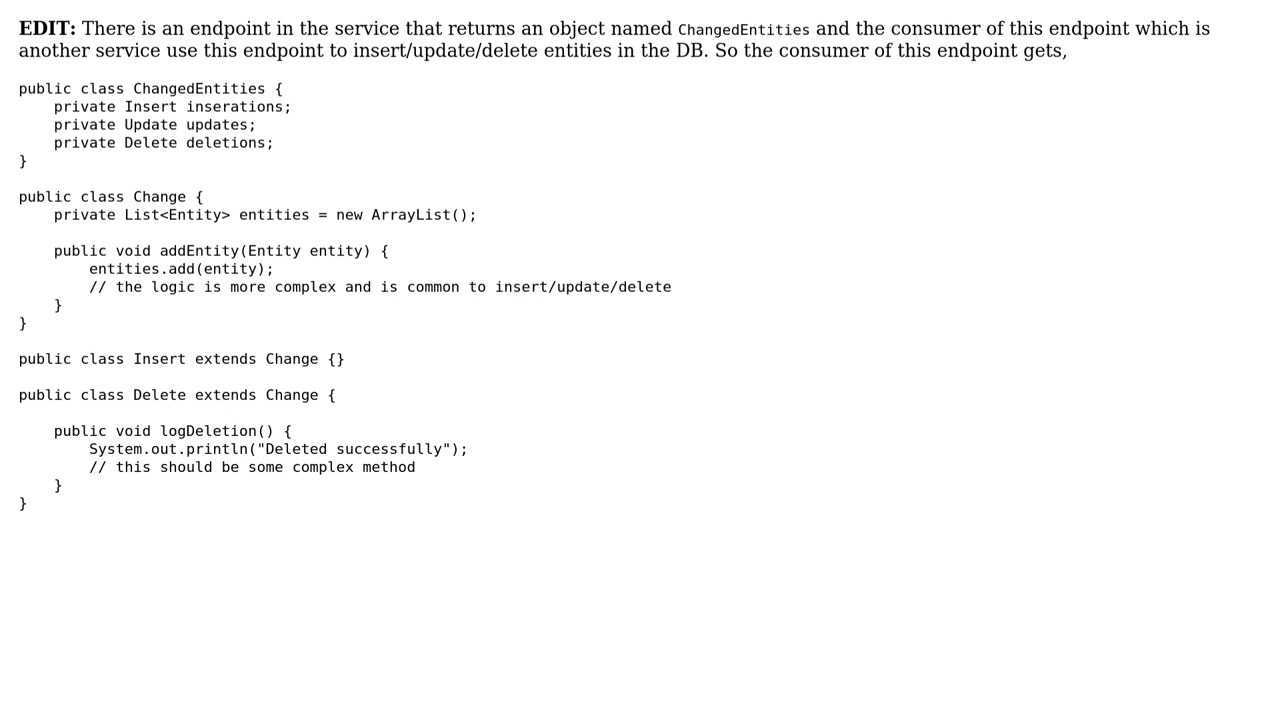 EDIT: There is an endpoint in the service that returns an object named ChangedEntities and the consumer of this endpoint which is
another service use this endpoint to insert/update/delete entities in the DB. So the consumer of this endpoint gets,
public class ChangedEntities {
    private Insert inserations;
    private Update updates;
    private Delete deletions;
}
public class Change {
    private List<Entity> entities = new ArrayList();
    public void addEntity(Entity entity) {
        entities.add(entity);
        // the logic is more complex and is common to insert/update/delete
    }
}
public class Insert extends Change {}
public class Delete extends Change {
    public void logDeletion() {
        System.out.println("Deleted successfully");
        // this should be some complex method
    }
}